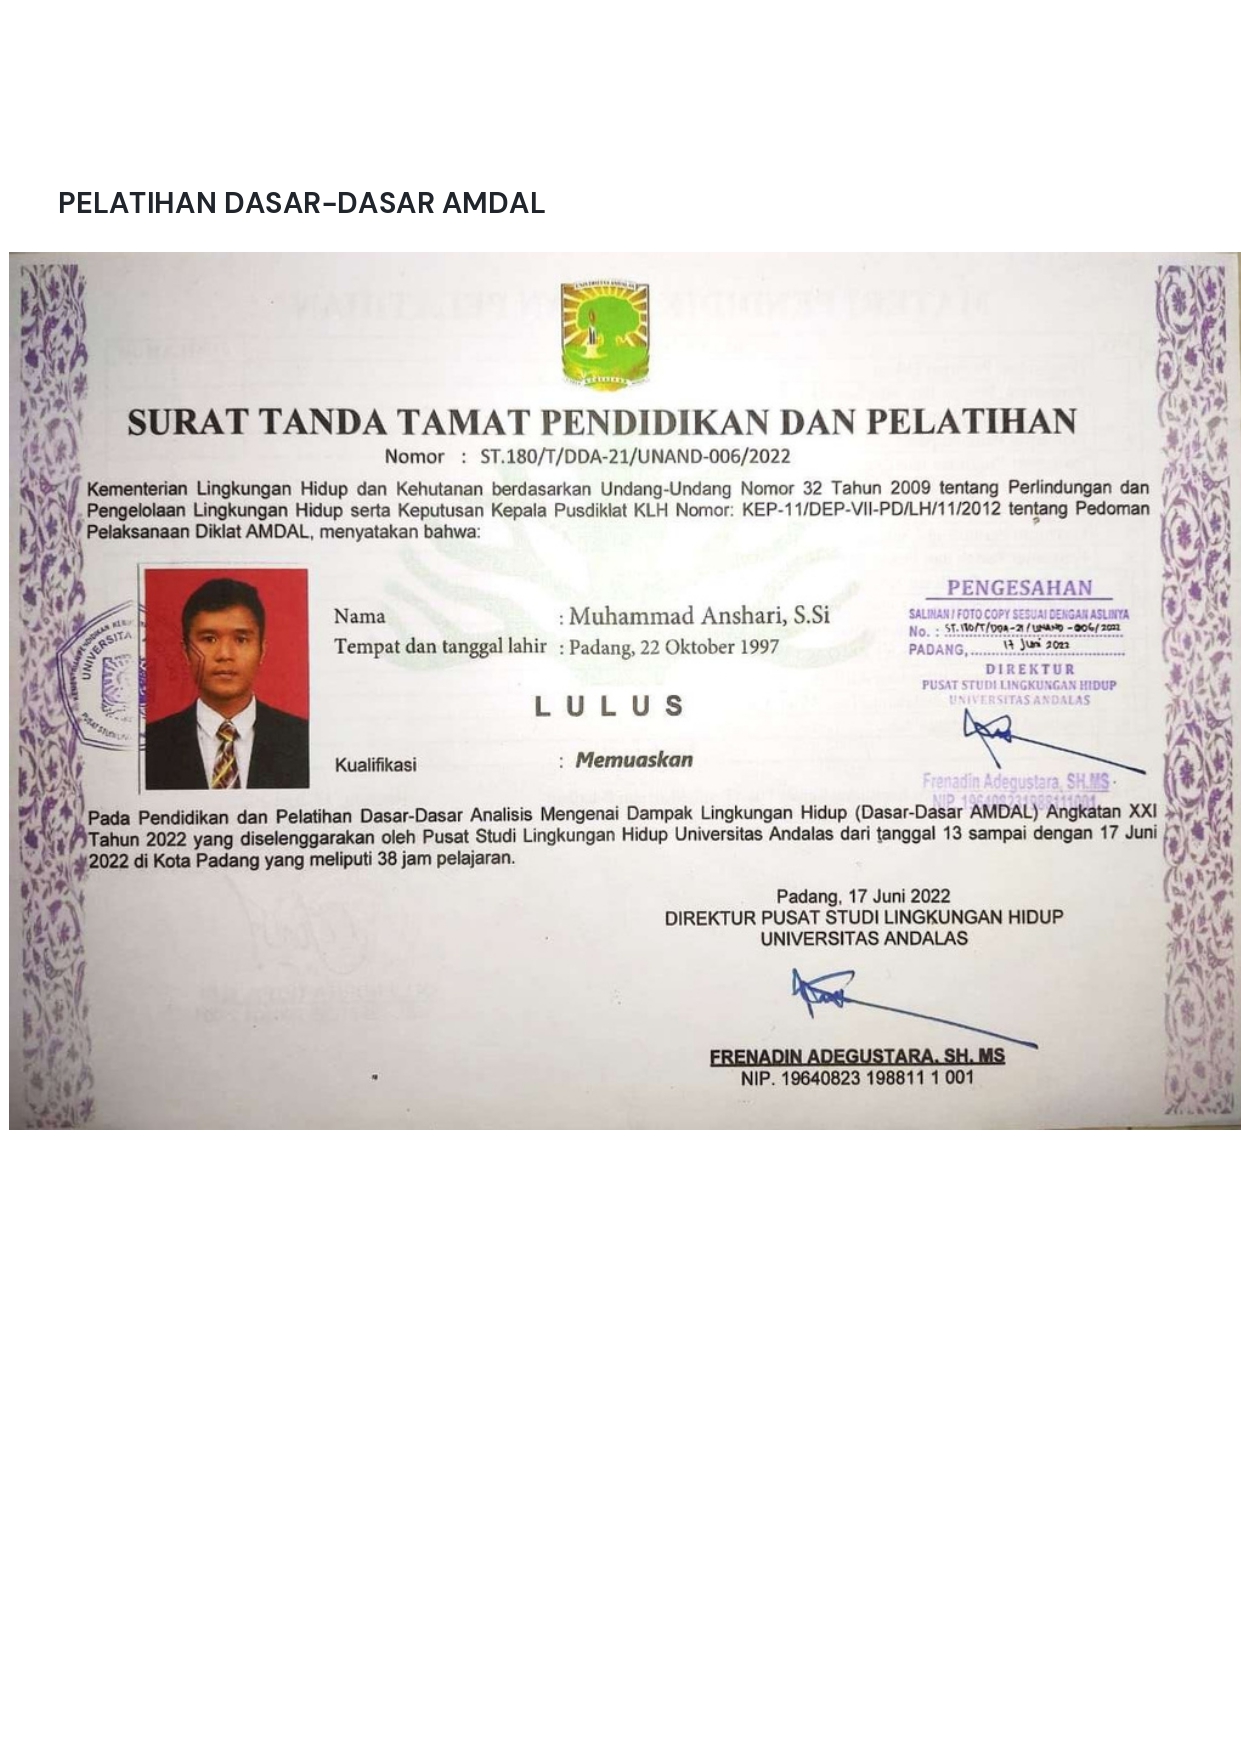 PELATIHAN DASAR-DASAR AMDAL
UNIVERSITAS ANDALAS
SURAT TANDA TAMAT PENDIDIKAN DAN PELATIHAN
Nomor : ST.180/T/DDA-21/UNAND-006/2022
Kementerian Lingkungan Hidup dan Kehutanan berdasarkan Undang-Undang Nomor 32 Tahun 2009 tentang Perlindungan dan
Pengelolaan Lingkungan Hidup serta Keputusan Kepala Pusdiklat KLH Nomor: KEP-11/DEP-VII-PD/LH/11/2012 tentang Pedoman
Pelaksanaan Diklat AMDAL, menyatakan bahwa:
UNIVERSITA
Nama : Muhammad Anshari, S.Si
Tempat dan tanggal lahir : Padang, 22 Oktober 1997
L U L U S
Kualifikasi : Memuaskan
PENGESAHAN
SALINAN / FOTO COPY SESUAI DENGAN ASLINYA
No. : ST.180/T/DDA-21/UNAND-006/2022
PADANG, 17 Juni 2022
DIREKTUR
PUSAT STUDI LINGKUNGAN HIDUP
UNIVERSITAS ANDALAS
Frenadin Adegustara, SH.MS
NIP. 196408231988111001
Pada Pendidikan dan Pelatihan Dasar-Dasar Analisis Mengenai Dampak Lingkungan Hidup (Dasar-Dasar AMDAL) Angkatan XXI
Tahun 2022 yang diselenggarakan oleh Pusat Studi Lingkungan Hidup Universitas Andalas dari tanggal 13 sampai dengan 17 Juni
2022 di Kota Padang yang meliputi 38 jam pelajaran.
Padang, 17 Juni 2022
DIREKTUR PUSAT STUDI LINGKUNGAN HIDUP
UNIVERSITAS ANDALAS
FRENADIN ADEGUSTARA, SH, MS
NIP. 19640823 198811 1 001